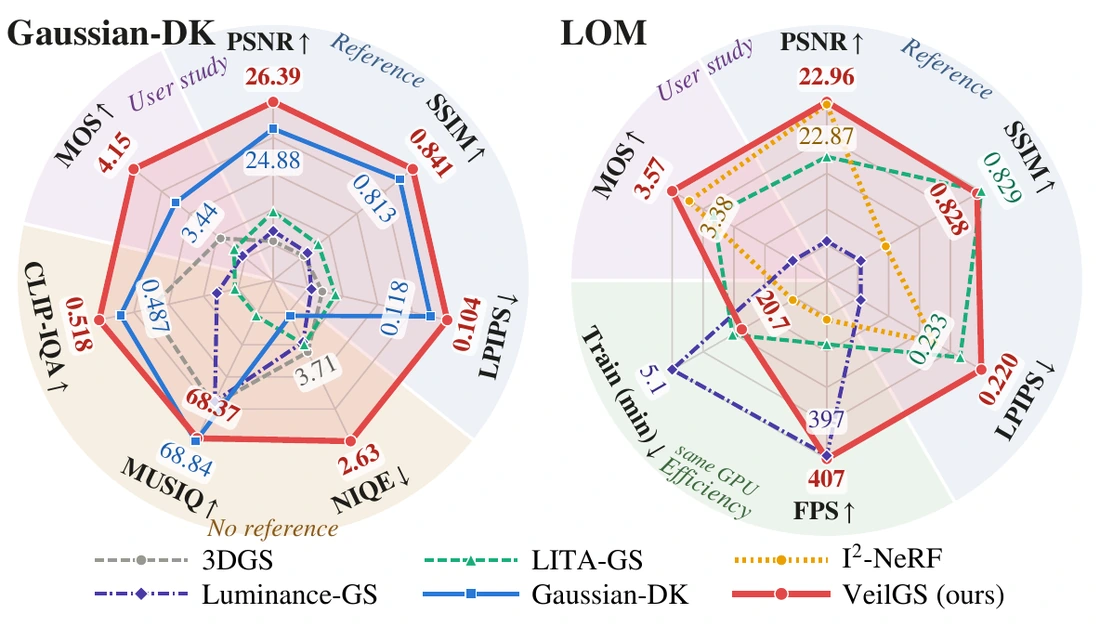 Gaussian-DK
PSNR↑
Reference
User study
26.39
SSIM↑
MOS↑
4.15
0.841
24.88
0.813
3.44
CLIP-IQA↑
0.518
0.487
0.118
0.104
LPIPS↓
3.71
68.37
68.84
2.63
MUSIQ↑
NIQE↓
No reference
LOM
PSNR↑
Reference
User study
22.96
SSIM↑
MOS↑
22.87
0.829
3.57
3.38
0.828
20.7
0.233
0.220
LPIPS↓
5.1
Train (min)↓
397
same GPU
Efficiency
407
FPS↑
3DGS
LITA-GS
I²-NeRF
Luminance-GS
Gaussian-DK
VeilGS (ours)